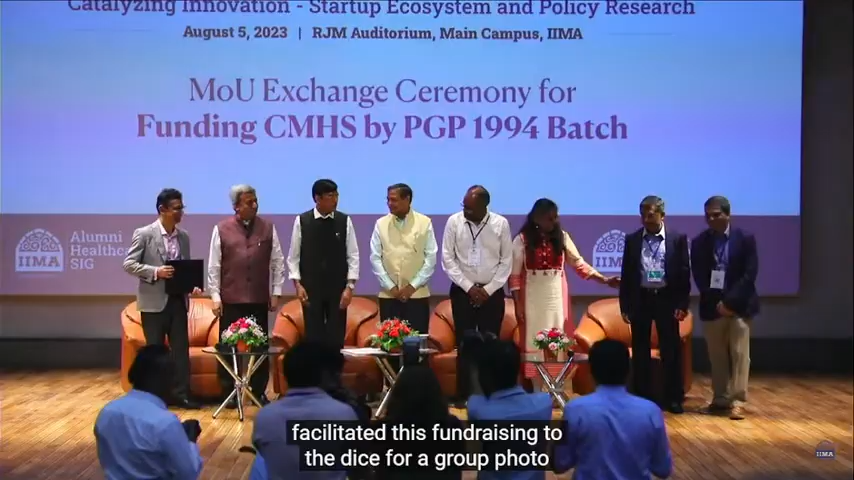 Catalyzing Innovation - Startup Ecosystem and Policy Research
August 5, 2023 | RJM Auditorium, Main Campus, IIMA
MoU Exchange Ceremony for
Funding CMHS by PGP 1994 Batch
IIMA
Alumni
Healthca
SIG
IIMA
facilitated this fundraising to
the dice for a group photo
IIMA